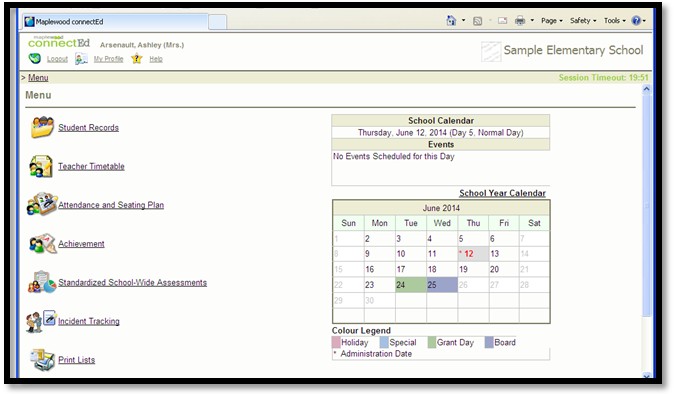 Maplewood connectEd
Page
Safety
Tools
maplewood
connectEd
Arsenault, Ashley (Mrs.)
Logout
My Profile
Help
Sample Elementary School
> Menu
Session Timeout: 19:51
Menu
Student Records
Teacher Timetable
Attendance and Seating Plan
Achievement
Standardized School-Wide Assessments
Incident Tracking
Print Lists
School Calendar
Thursday, June 12, 2014 (Day 5, Normal Day)
Events
No Events Scheduled for this Day
School Year Calendar
June 2014
Sun Mon Tue Wed Thu Fri Sat
1 2 3 4 5 6 7
8 9 10 11 * 12 13 14
15 16 17 18 19 20 21
22 23 24 25 26 27 28
29 30
Colour Legend
Holiday Special Grant Day Board
* Administration Date